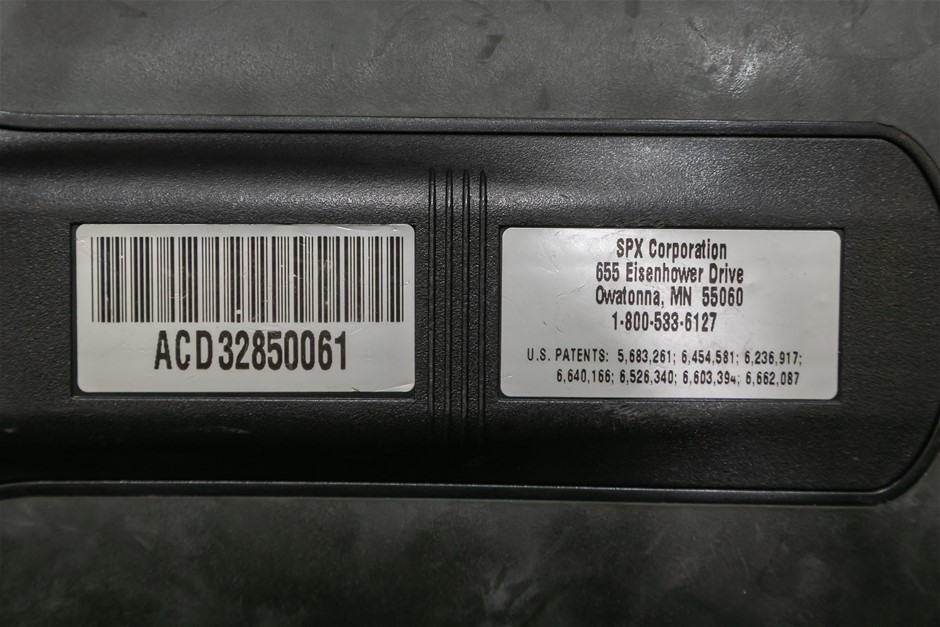 ACD32850061
SPX Corporation
655 Eisenhower Drive
Owatonna, MN 55060
1-800-533-6127
U.S. PATENTS: 5,683,261; 6,454,581; 6,236,917;
6,640,166; 6,526,340; 6,603,394; 6,662,087